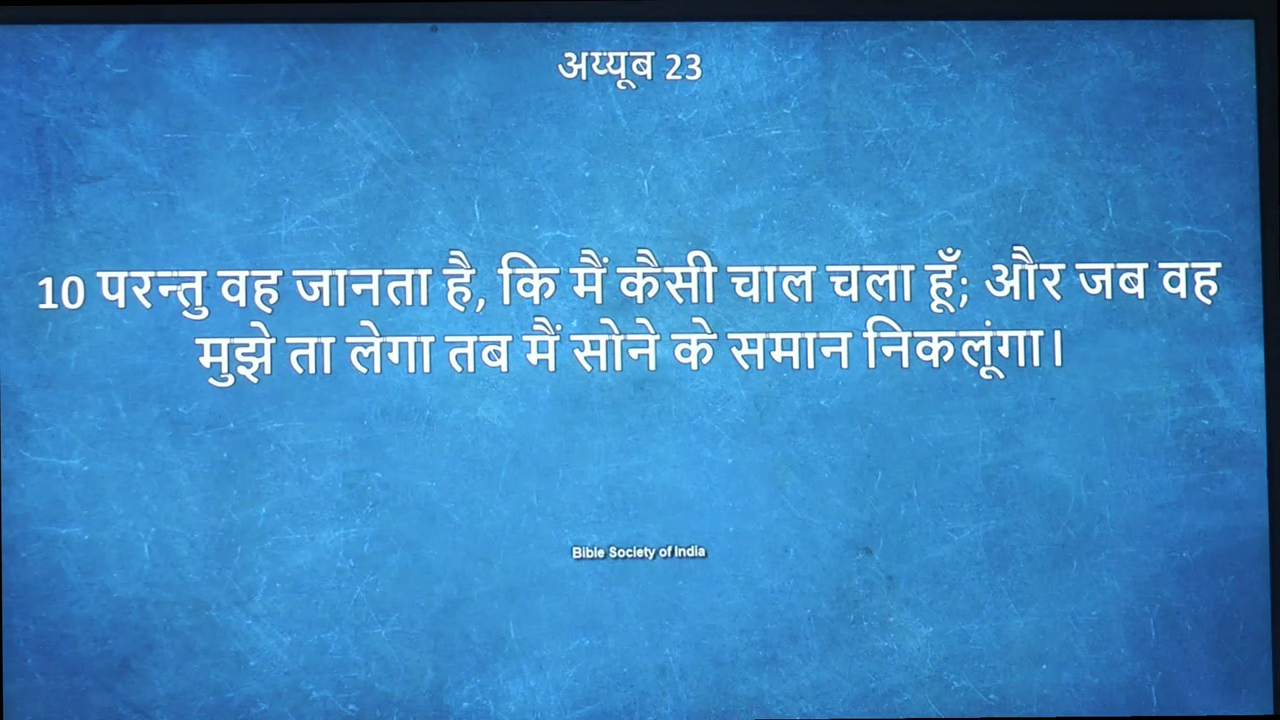 अय्यूब 23
10 परन्तु वह जानता है, कि मैं कैसी चाल चला हूँ; और जब वह
मुझे ता लेगा तब मैं सोने के समान निकलूंगा।
Bible Society of India